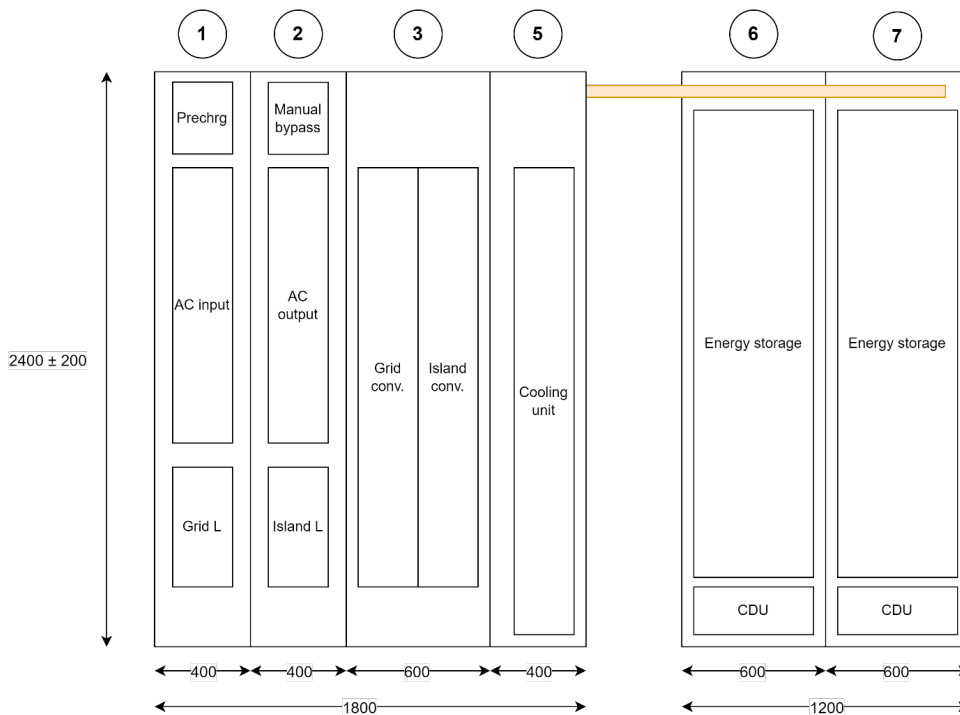 1
2
3
5
6
7
Prechrg
Manual
bypass
AC input
AC
output
Grid
conv.
Island
conv.
Cooling
unit
Energy storage
Energy storage
2400 ± 200
Grid L
Island L
CDU
CDU
400
400
600
400
600
600
1800
1200